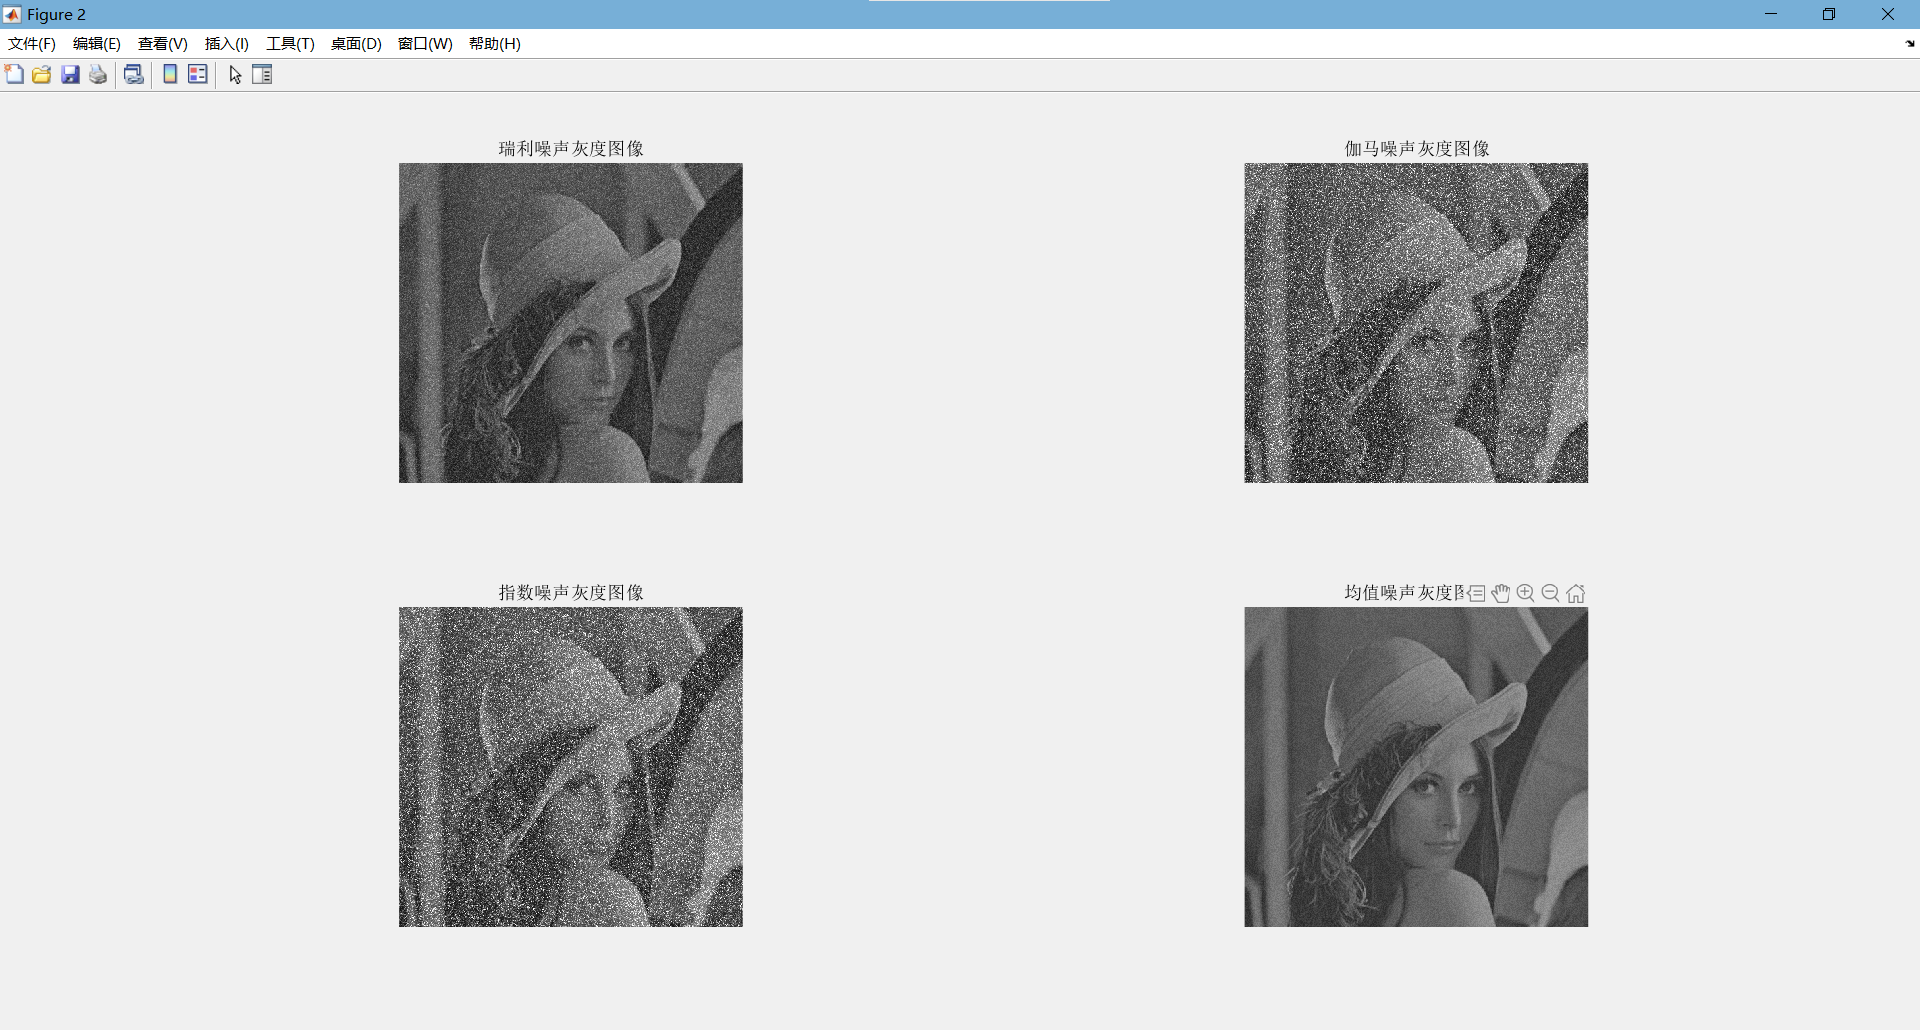 Figure 2
文件(F) 编辑(E) 查看(V) 插入(I) 工具(T) 桌面(D) 窗口(W) 帮助(H)
瑞利噪声灰度图像
伽马噪声灰度图像
指数噪声灰度图像
均值噪声灰度